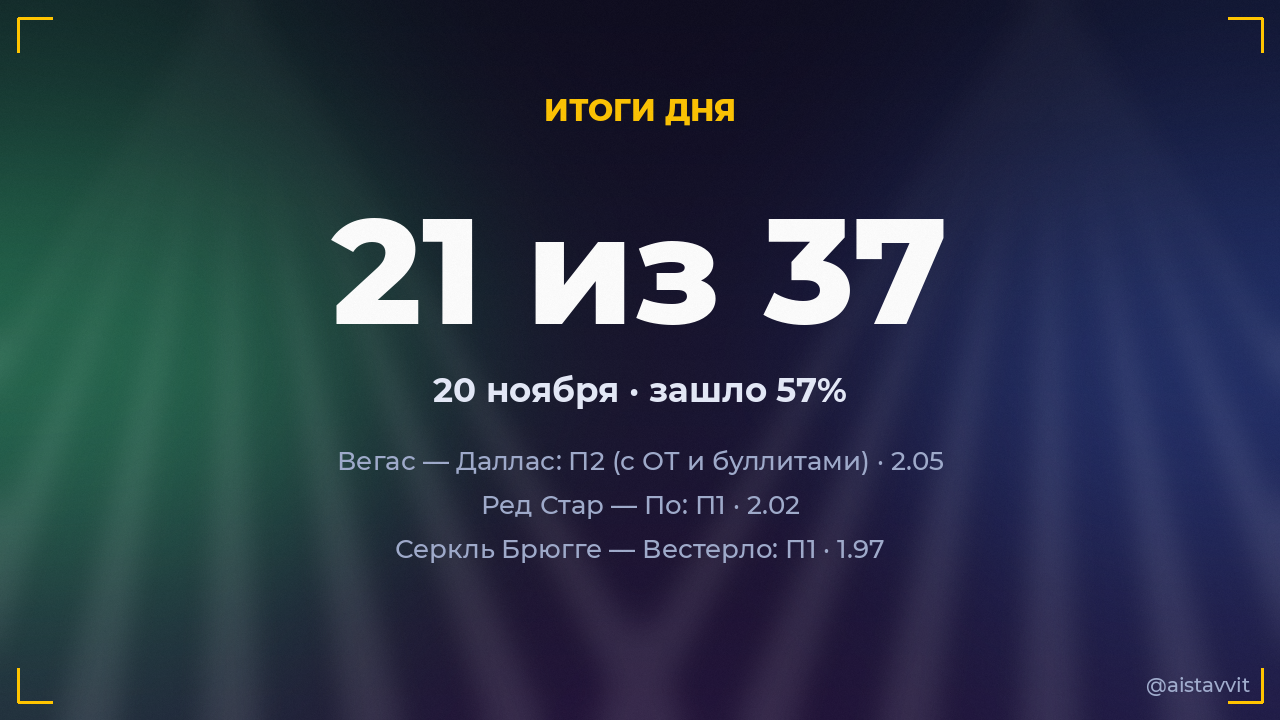 ИТОГИ ДНЯ
21 из 37
20 ноября · зашло 57%
Вегас — Даллас: П2 (с ОТ и буллитами) · 2.05
Ред Стар — По: П1 · 2.02
Серкль Брюгге — Вестерло: П1 · 1.97
@aistavvit